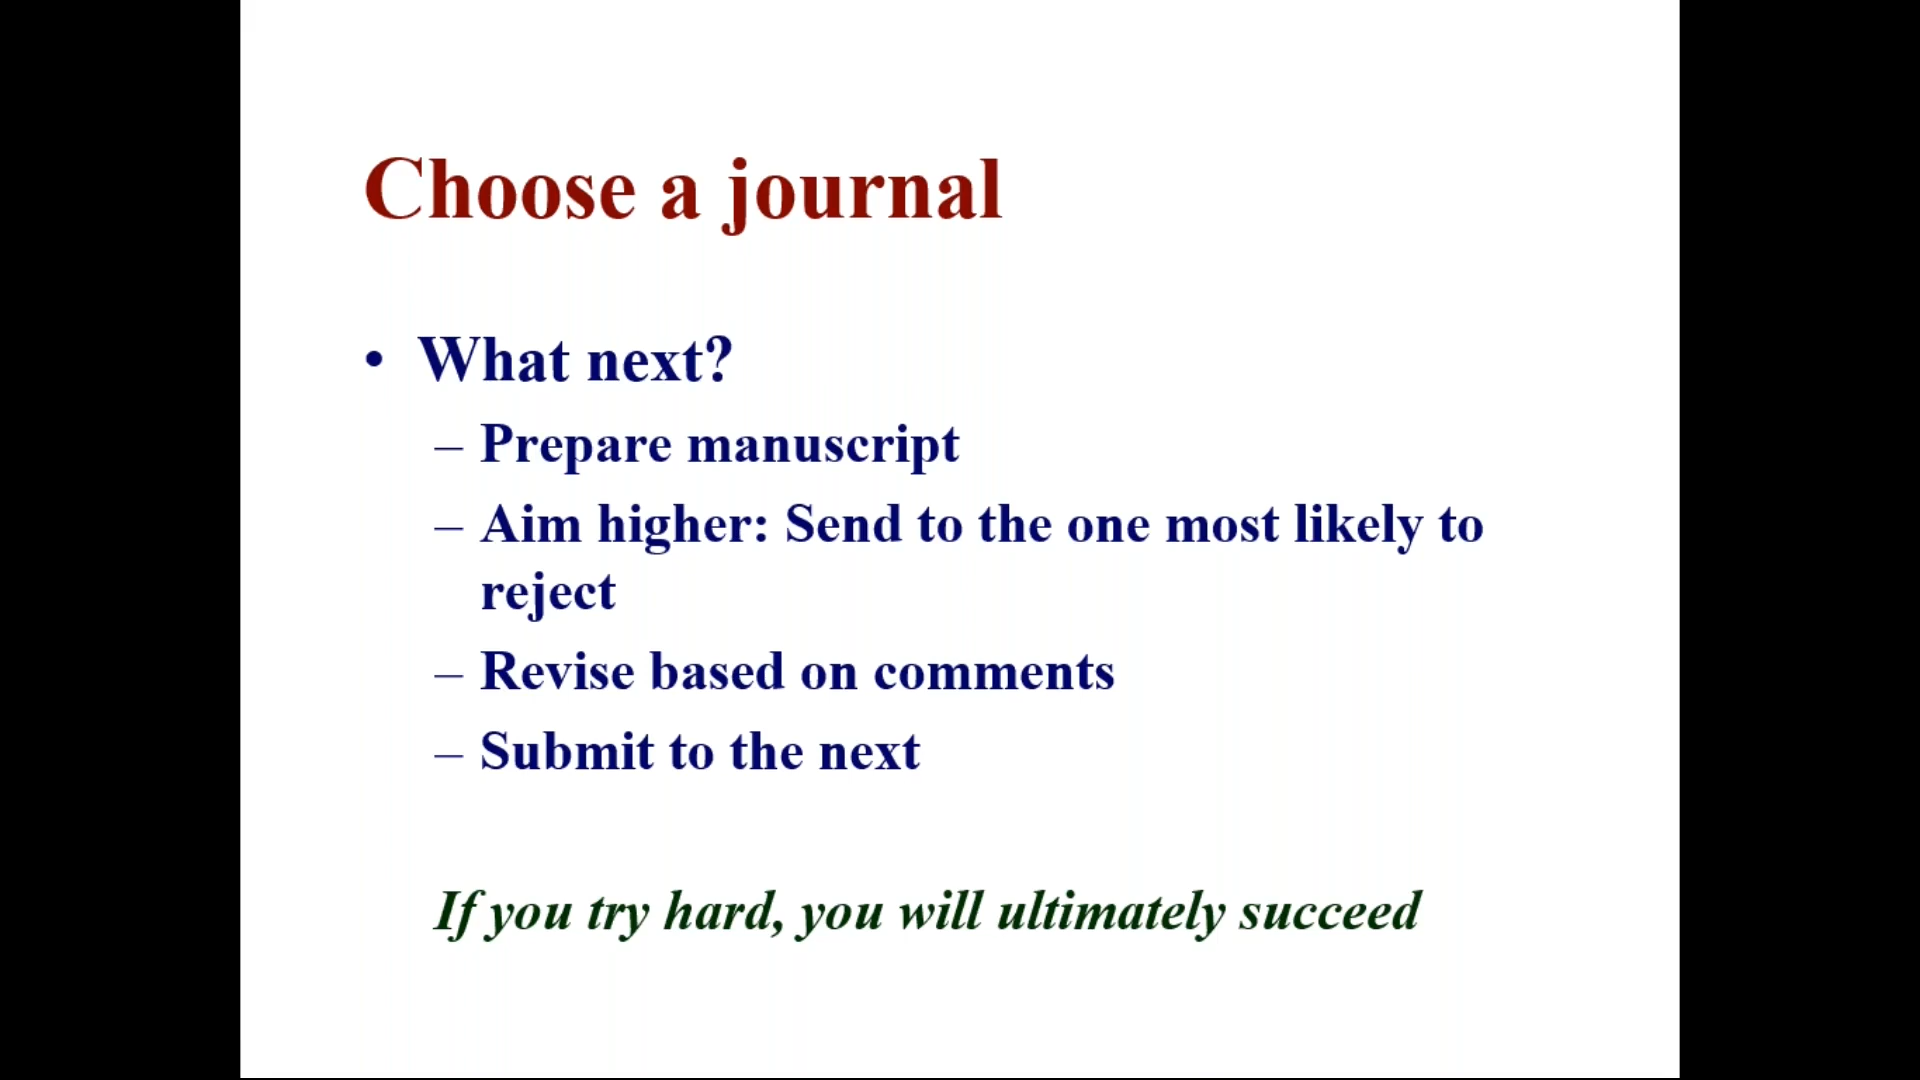 Choose a journal
• What next?
– Prepare manuscript
– Aim higher: Send to the one most likely to
reject
– Revise based on comments
– Submit to the next
If you try hard, you will ultimately succeed